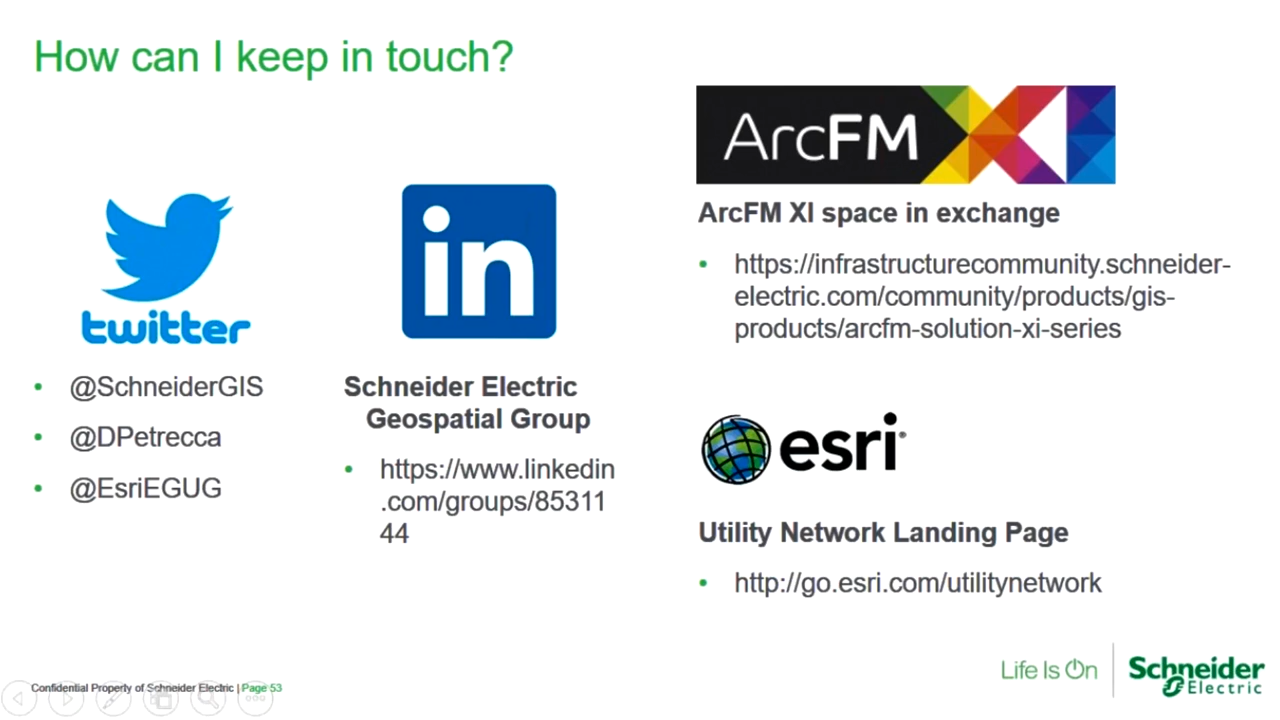 How can I keep in touch?
twitter
• @SchneiderGIS
• @DPetrecca
• @EsriEGUG
in
Schneider Electric
Geospatial Group
• https://www.linkedin
.com/groups/85311
44
ArcFM XI
ArcFM XI space in exchange
• https://infrastructurecommunity.schneider-
electric.com/community/products/gis-
products/arcfm-solution-xi-series
esri®
Utility Network Landing Page
• http://go.esri.com/utilitynetwork
Confidential Property of Schneider Electric | Page 53
Life Is On
Schneider
Electric